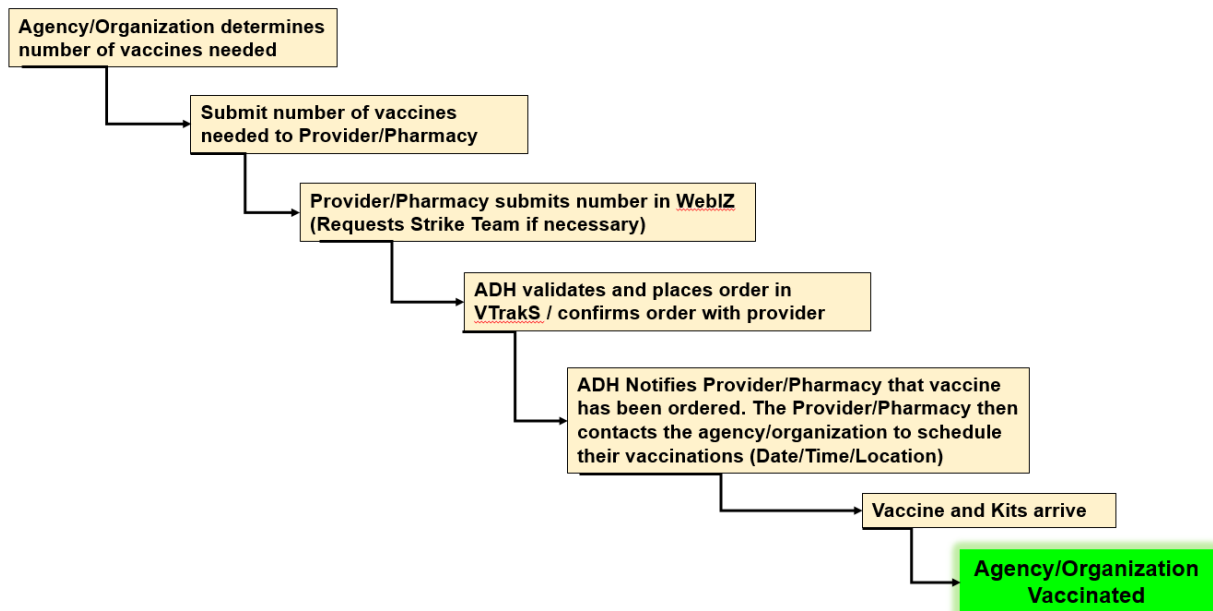 Agency/Organization determines
number of vaccines needed
Submit number of vaccines
needed to Provider/Pharmacy
Provider/Pharmacy submits number in WebIZ
(Requests Strike Team if necessary)
ADH validates and places order in
VTrakS / confirms order with provider
ADH Notifies Provider/Pharmacy that vaccine
has been ordered. The Provider/Pharmacy then
contacts the agency/organization to schedule
their vaccinations (Date/Time/Location)
Vaccine and Kits arrive
Agency/Organization
Vaccinated